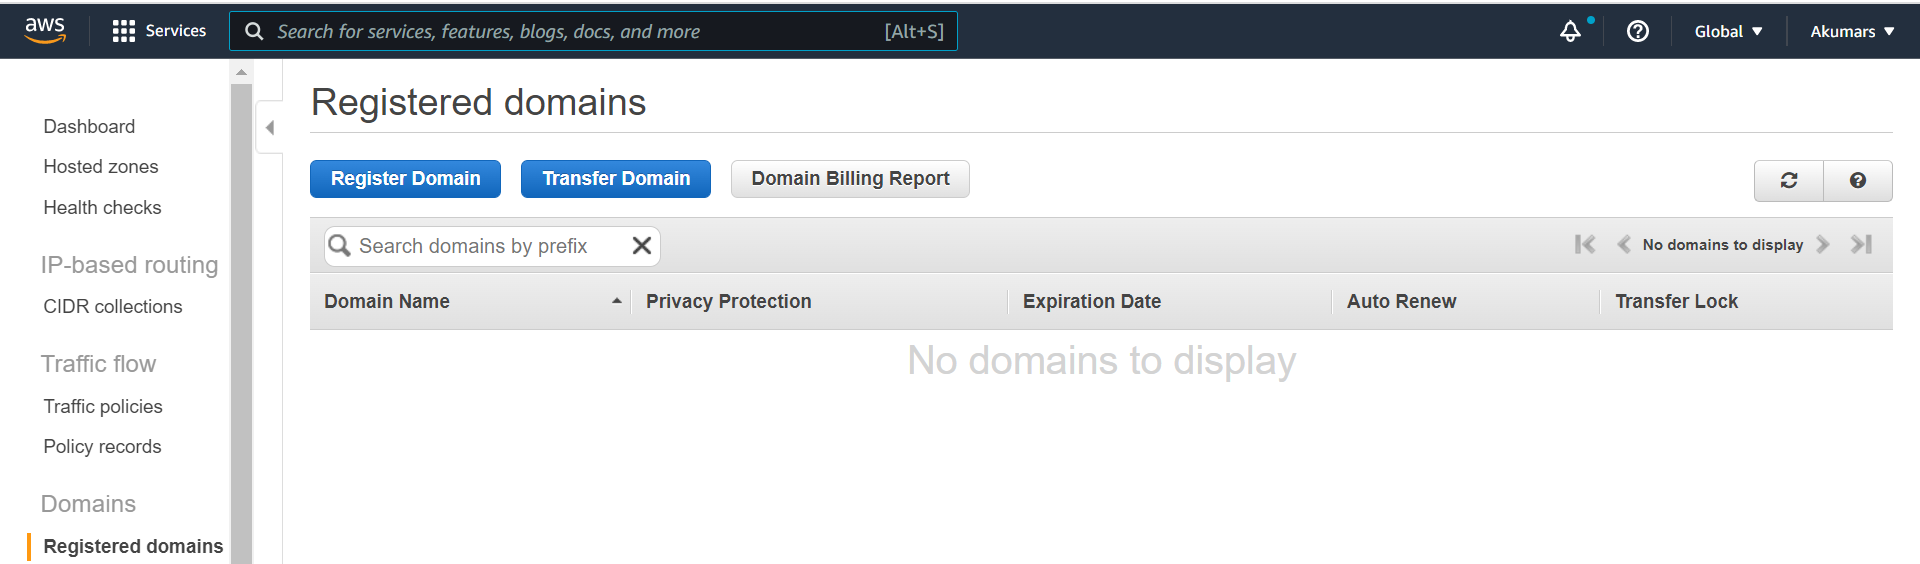 aws
Services
Search for services, features, blogs, docs, and more
[Alt+S]
Global
Akumars
Dashboard
Hosted zones
Health checks
IP-based routing
CIDR collections
Traffic flow
Traffic policies
Policy records
Domains
Registered domains
Registered domains
Register Domain
Transfer Domain
Domain Billing Report
Search domains by prefix
No domains to display
Domain Name
Privacy Protection
Expiration Date
Auto Renew
Transfer Lock
No domains to display